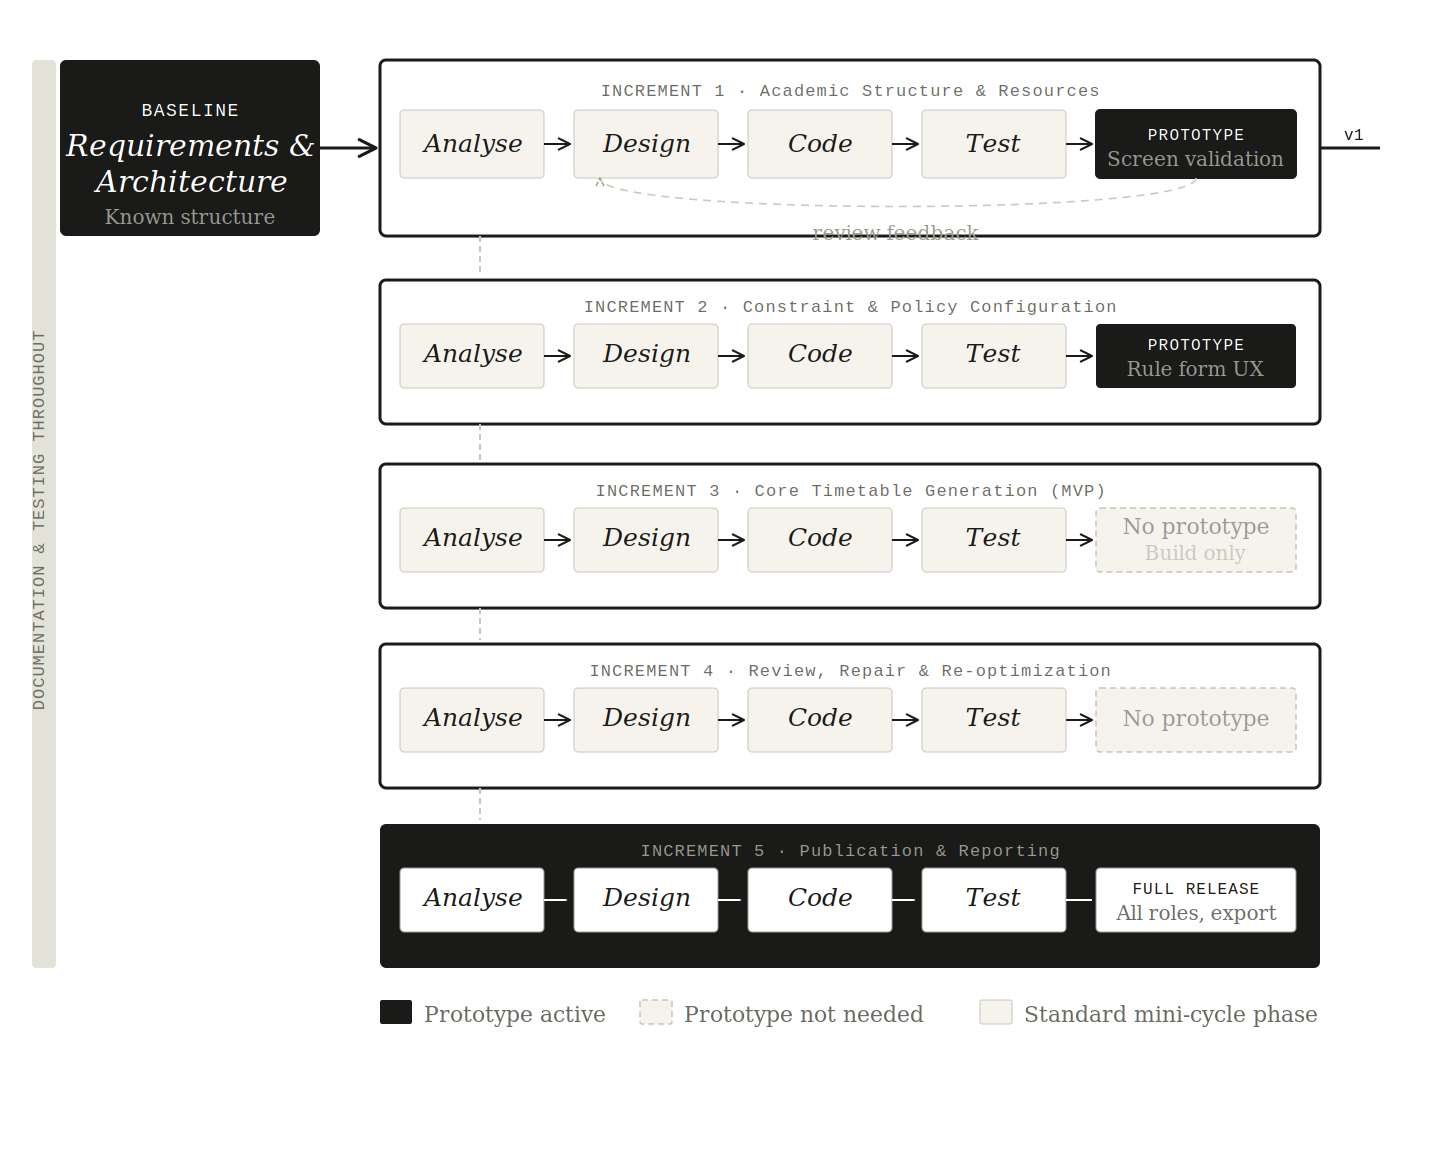 DOCUMENTATION & TESTING THROUGHOUT
BASELINE
Requirements &
Architecture
Known structure
INCREMENT 1 · Academic Structure & Resources
Analyse
Design
Code
Test
PROTOTYPE
Screen validation
review feedback
v1
INCREMENT 2 · Constraint & Policy Configuration
Analyse
Design
Code
Test
PROTOTYPE
Rule form UX
INCREMENT 3 · Core Timetable Generation (MVP)
Analyse
Design
Code
Test
No prototype
Build only
INCREMENT 4 · Review, Repair & Re-optimization
Analyse
Design
Code
Test
No prototype
INCREMENT 5 · Publication & Reporting
Analyse
Design
Code
Test
FULL RELEASE
All roles, export
Prototype active
Prototype not needed
Standard mini-cycle phase